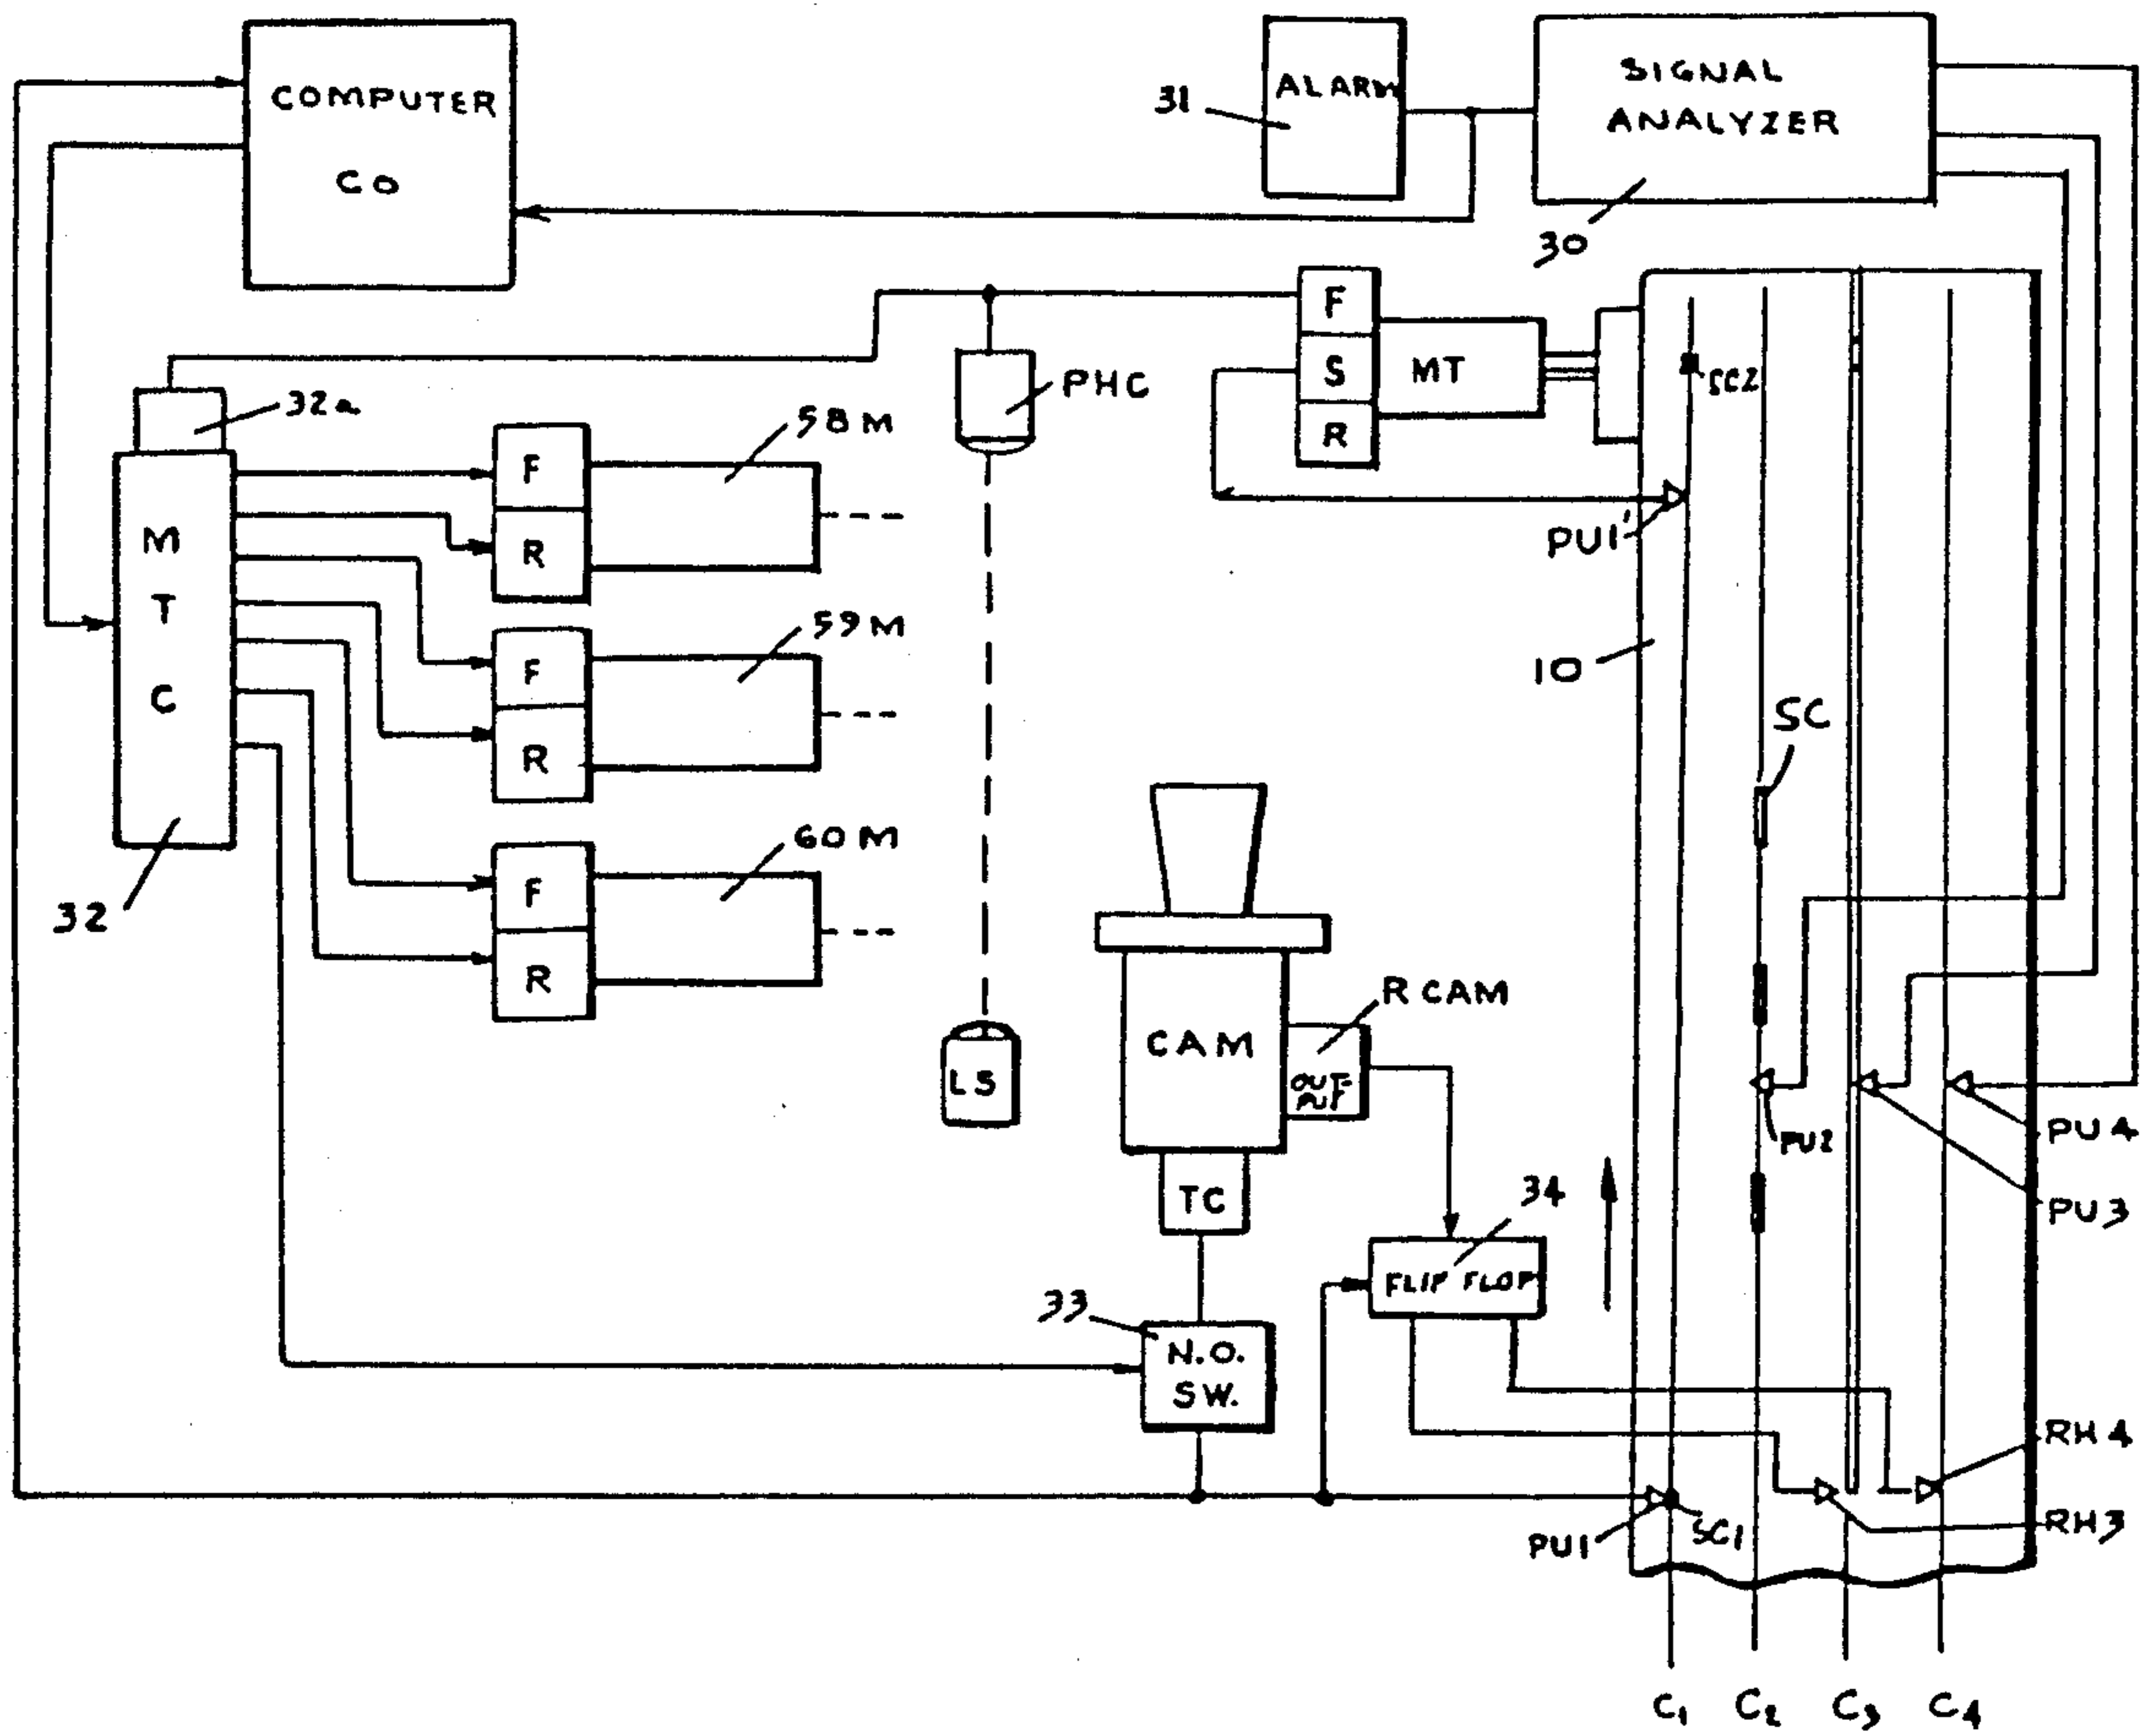 COMPUTER
CO
31
ALARM
SIGNAL
ANALYZER
30
F
S
R
MT
SC2
PHC
32a
58M
F
R
PU1'
M
T
C
59M
F
R
10
SC
60M
F
R
32
R CAM
CAM
OUT-
PUT
LS
PU2
PU4
PU3
TC
34
FLIP FLOP
33
N.O.
SW.
RH4
RH3
PU1
SC1
C1
C2
C3
C4